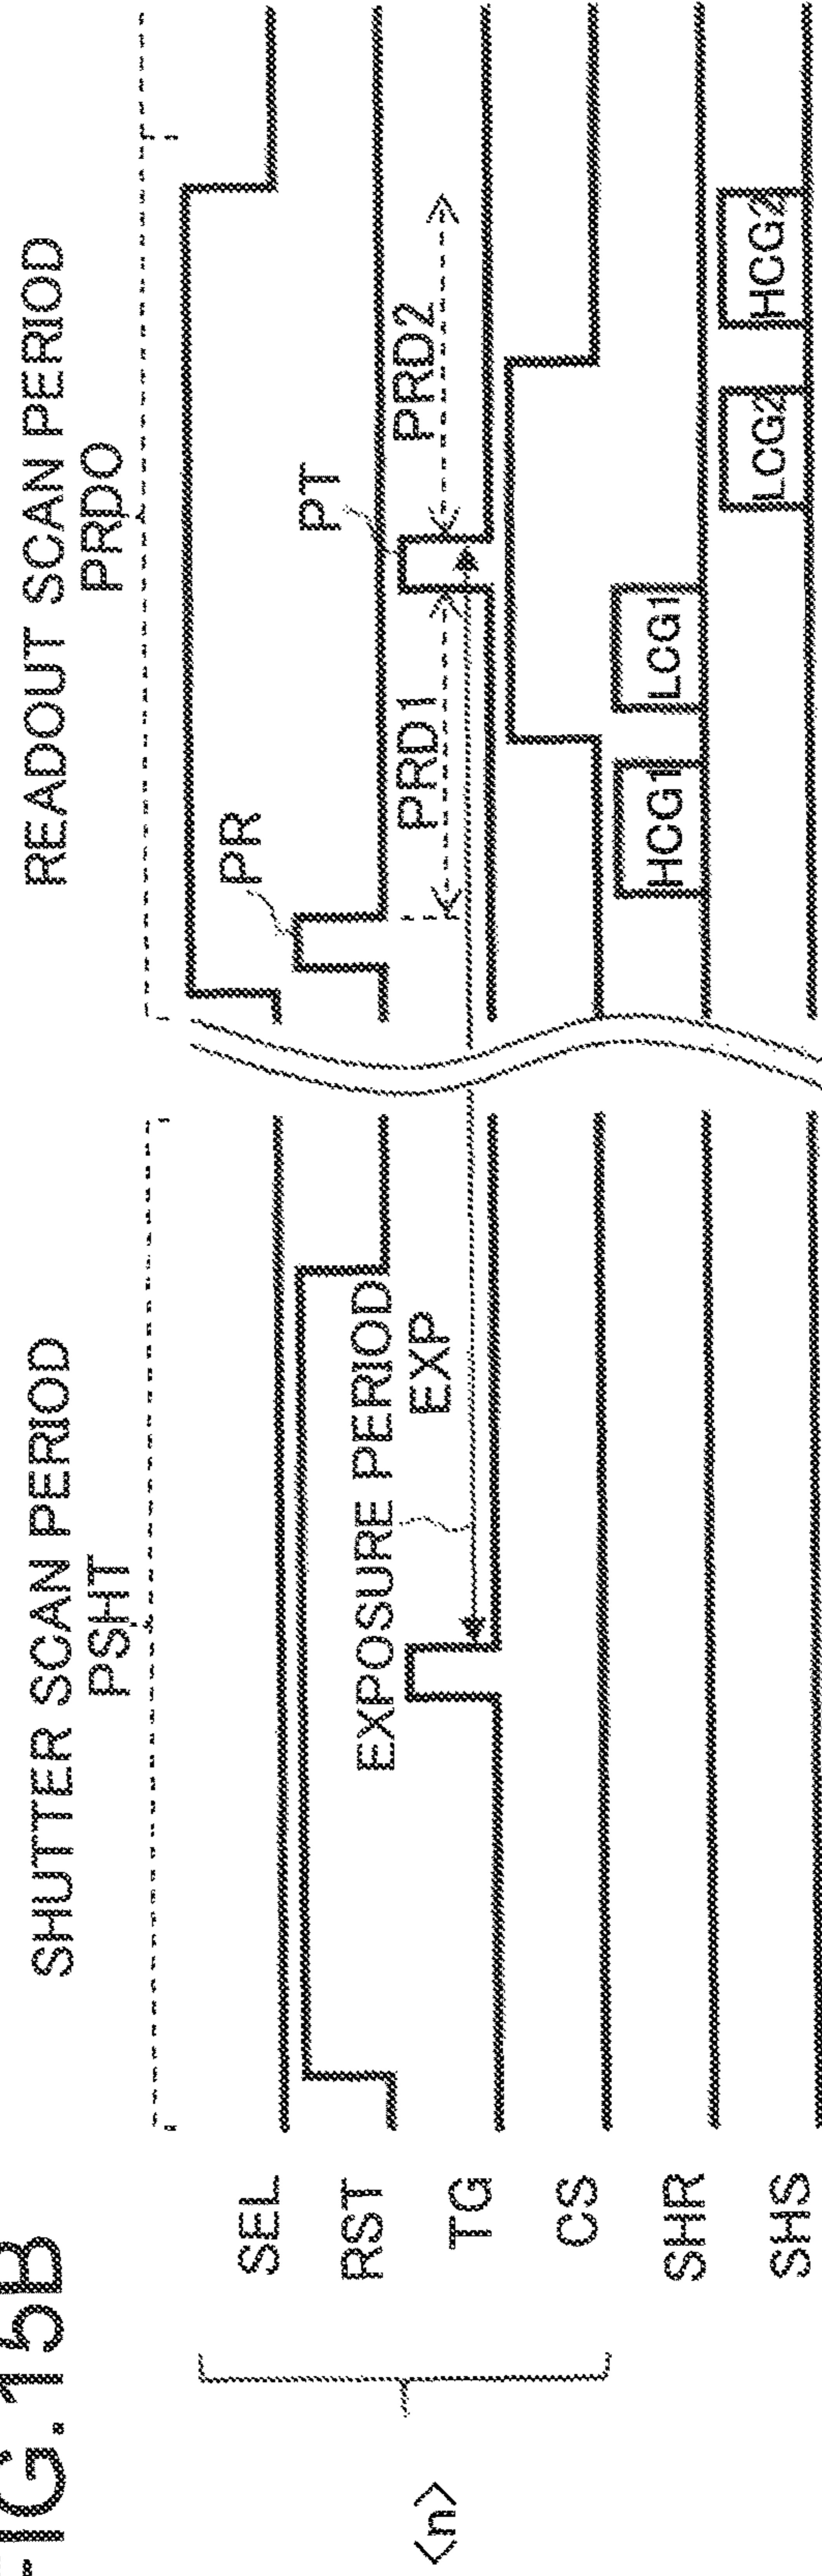 FIG.15B
SHUTTER SCAN PERIOD
PSHT
READOUT SCAN PERIOD
PRDO
<n>
SEL
RST
PR
TG
EXPOSURE PERIOD
EXP
PRD1
PT
PRD2
CS
SHR
HCG1
LCG1
SHS
LCG2
HCG2